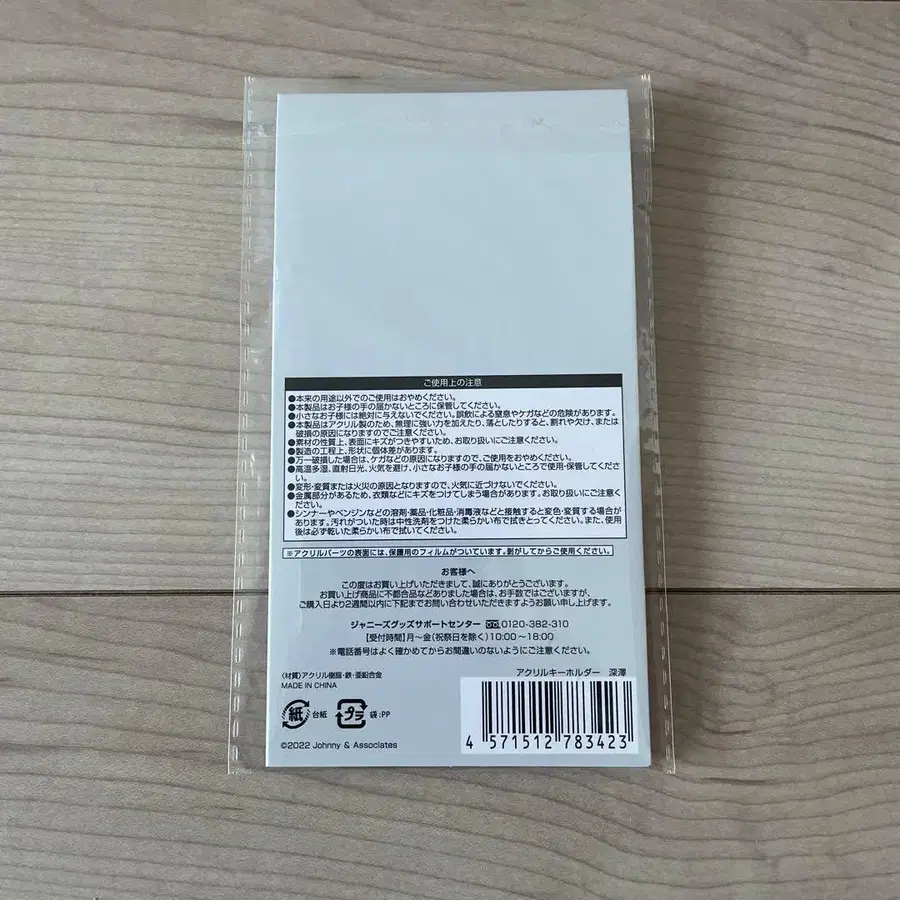 ご使用上の注意
●本来の用途以外でのご使用はおやめください。
●本製品はお子様の手の届かないところに保管してください。
●小さなお子様には絶対に与えないでください。誤飲による窒息やケガなどの危険があります。
●本製品はアクリル製のため、無理に強い力を加えたり、落としたりすると、割れや欠け、または
破損の原因になりますのでご注意ください。
●素材の性質上、表面にキズがつきやすいため、お取り扱いにご注意ください。
●製造の工程上、形状に個体差があります。
●万一破損した場合は、ケガなどの原因になりますので、ご使用をおやめください。
●高温多湿、直射日光、火気を避け、小さなお子様の手の届かないところで使用・保管してくださ
い。
●変形・変質または火災の原因となりますので、火気に近づけないでください。
●金属部分があるため、衣類などにキズをつけてしまう場合があります。お取り扱いにご注意くださ
い。
●シンナーやベンジンなどの溶剤・薬品・化粧品・消毒液などと接触すると変色・変質する場合が
あります。汚れがついた時は中性洗剤をつけた柔らかい布で拭きとってください。また、使用
後は必ず乾いた柔らかい布で拭いてください。
※アクリルパーツの表面には、保護用のフィルムがついています。剥がしてからご使用ください。
お客様へ
この度はお買い上げいただきまして、誠にありがとうございます。
お買い上げ商品に不都合品などありました場合は、お手数ではございますが、
ご購入日より2週間以内に下記までお問い合わせいただきますようお願い申し上げます。
ジャニーズグッズサポートセンター 0120-382-310
【受付時間】月～金(祝祭日を除く)10:00～18:00
※電話番号はよく確かめてからお間違いのないようにご注意ください。
アクリルキーホルダー 深澤
〈材質〉アクリル樹脂・鉄・亜鉛合金
MADE IN CHINA
紙 台紙 プラ 袋:PP
©2022 Johnny & Associates
4 571512 783423